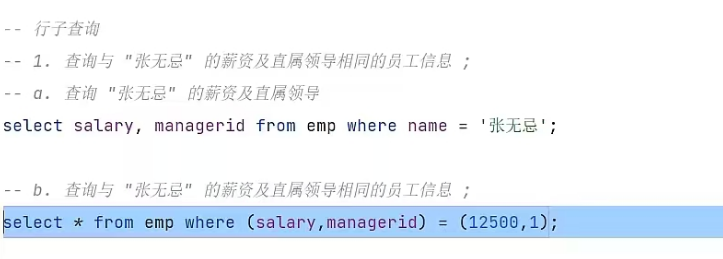 -- 行子查询
-- 1. 查询与 "张无忌" 的薪资及直属领导相同的员工信息 ;
-- a. 查询 "张无忌" 的薪资及直属领导
select salary, managerid from emp where name = '张无忌';
-- b. 查询与 "张无忌" 的薪资及直属领导相同的员工信息 ;
select * from emp where (salary,managerid) = (12500,1);